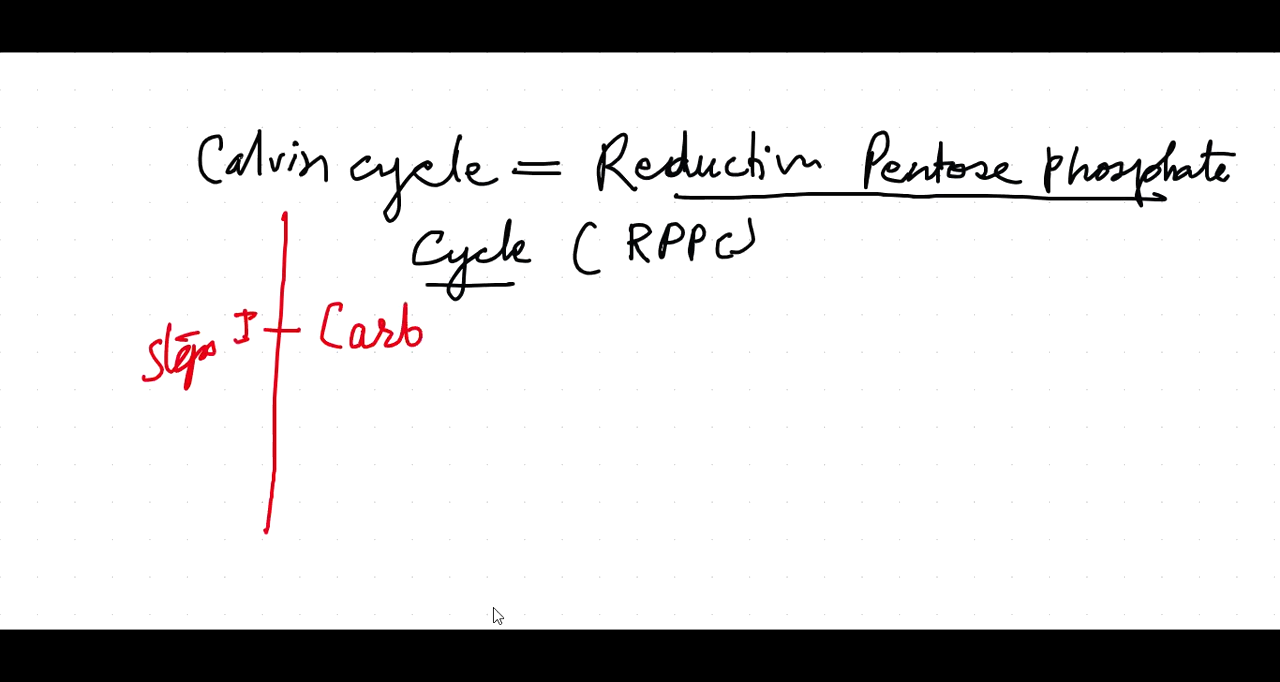 Calvin cycle = Reduction Pentose Phosphate
Cycle (RPPC)
Steps I Carb